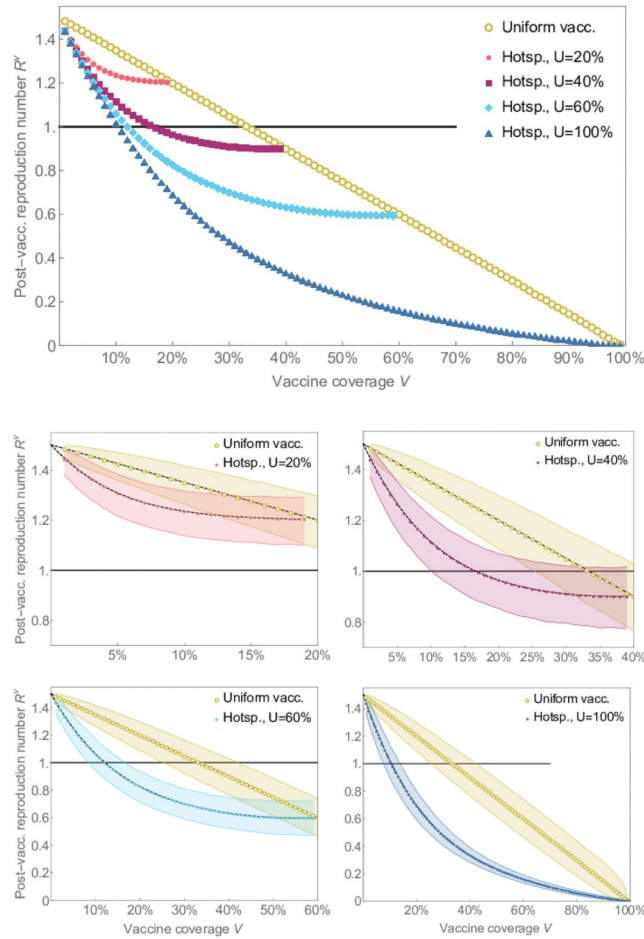 Post-vacc. reproduction number Rᵛ
1.4
1.2
1.
0.8
0.6
0.4
0.2
0
Uniform vacc.
Hotsp., U=20%
Hotsp., U=40%
Hotsp., U=60%
Hotsp., U=100%
10% 20% 30% 40% 50% 60% 70% 80% 90% 100%
Vaccine coverage V
Post-vacc. reproduction number Rᵛ
1.4
1.2
1.
0.8
Uniform vacc.
Hotsp., U=20%
5% 10% 15% 20%
1.4
1.2
1.
0.8
Uniform vacc.
Hotsp., U=40%
5% 10% 15% 20% 25% 30% 35% 40%
Post-vacc. reproduction number Rᵛ
1.4
1.2
1.
0.8
0.6
0.4
Uniform vacc.
Hotsp., U=60%
10% 20% 30% 40% 50% 60%
Vaccine coverage V
1.4
1.2
1.
0.8
0.6
0.4
0.2
0
Uniform vacc.
Hotsp., U=100%
20% 40% 60% 80% 100%
Vaccine coverage V